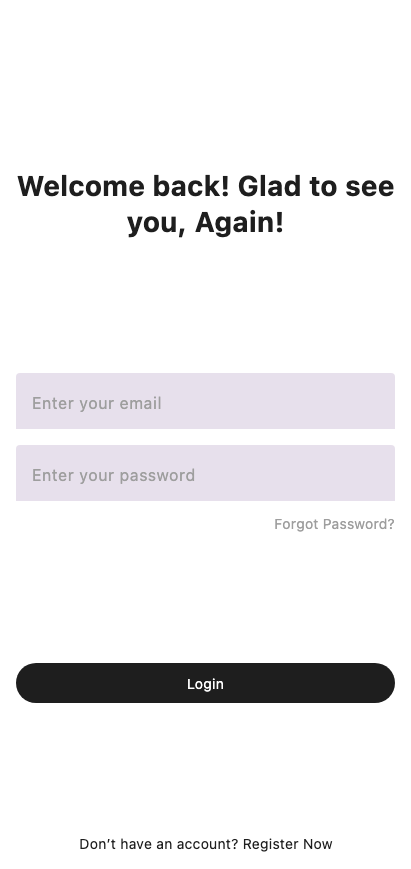 Welcome back! Glad to see
you, Again!
Enter your email
Enter your password
Forgot Password?
Login
Don’t have an account? Register Now